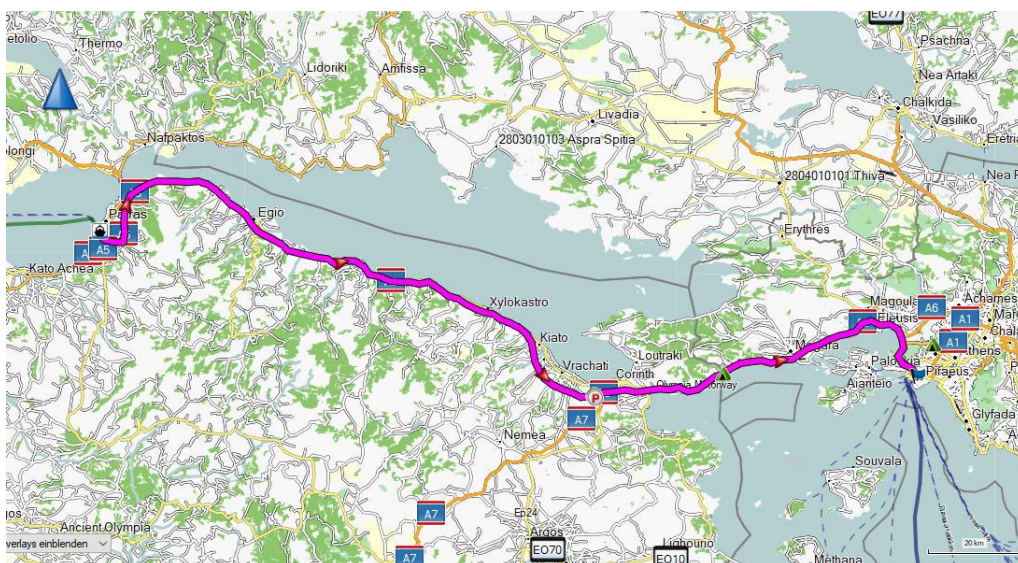 EO77
etolio
Thermo
Psachna
Lidoriki
Amfissa
Nea Artaki
Livadia
Chalkida
Vasiliko
Nafpaktos
2803010103 Aspra Spitia
Eretria
olongi
2804010101 Thiva
Nea P
Patras
Egio
A5
Erythres
Kato Achea
Magoula
A6
Acharnes
Xylokastro
Eleusis
A1
Mar
Chala
Kiato
A1
Athens
Loutraki
Megara
Vrachati
Piraeus
Corinth
Olympia Motorway
Aianteio
A7
Glyfada
Nemea
Souvala
A7
Ep24
Ancient Olympia
Argos
verlays einblenden
EO70
Lighourio
20 km
A7
EO10
Methana